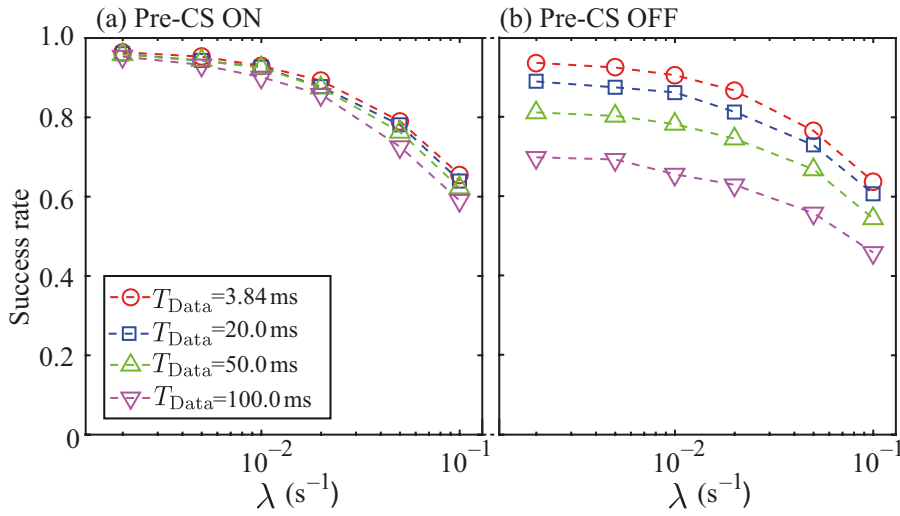 (a) Pre-CS ON
(b) Pre-CS OFF
Success rate
1.0
0.8
0.6
0.4
0.2
0
T_Data=3.84 ms
T_Data=20.0 ms
T_Data=50.0 ms
T_Data=100.0 ms
10⁻² 10⁻¹
10⁻² 10⁻¹
λ (s⁻¹)
λ (s⁻¹)